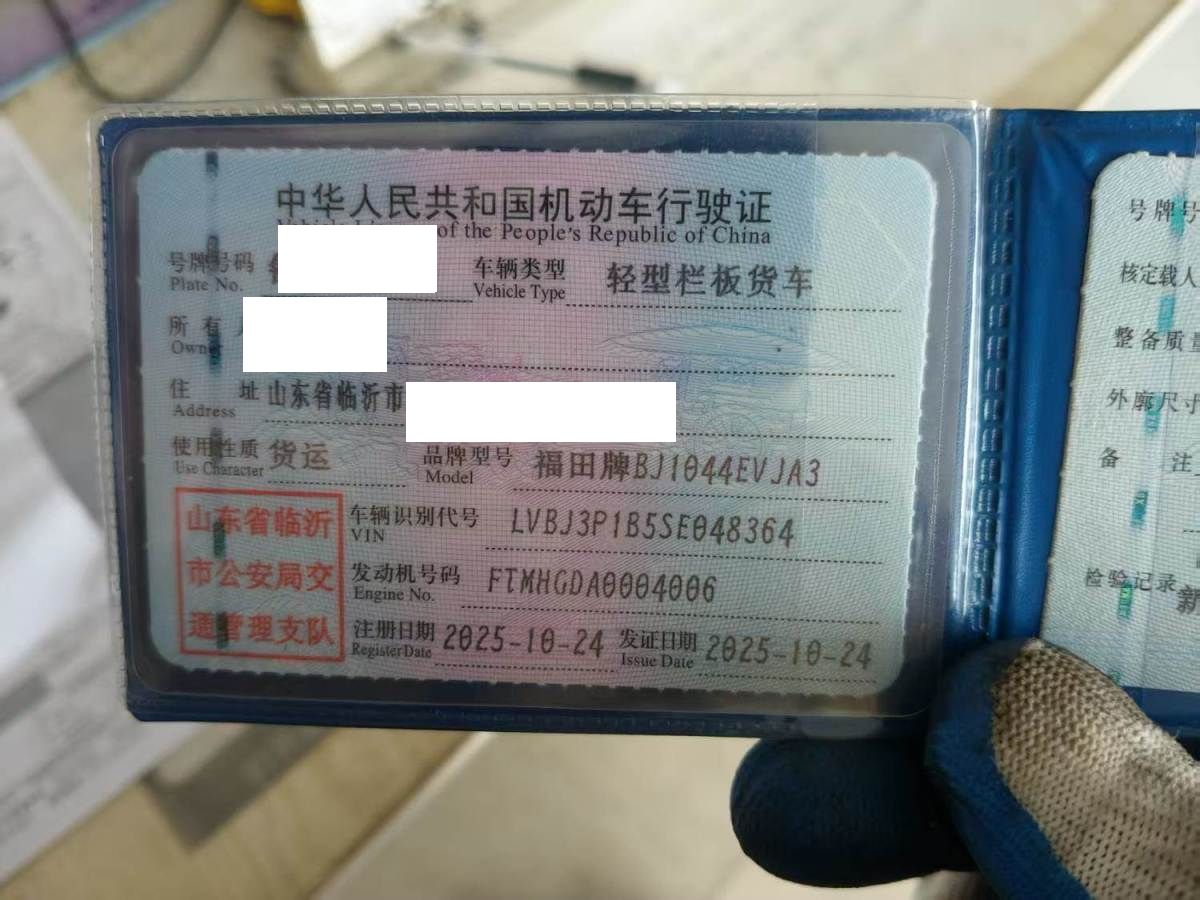 中华人民共和国机动车行驶证
of the People's Republic of China
号牌号码 车辆类型 轻型栏板货车
Plate No. Vehicle Type
所有
Owner
住 址 山东省临沂市
Address
使用性质 货运 品牌型号 福田牌BJ1044EVJA3
Use Character Model
山东省临沂
市公安局交
通管理支队
车辆识别代号 LVBJ3P1B5SE048364
VIN
发动机号码 FTMHGDA0004006
Engine No.
注册日期 2025-10-24 发证日期 2025-10-24
Register Date Issue Date
号牌号
核定载人
整备质量
外廓尺寸
备 注
检验记录
新